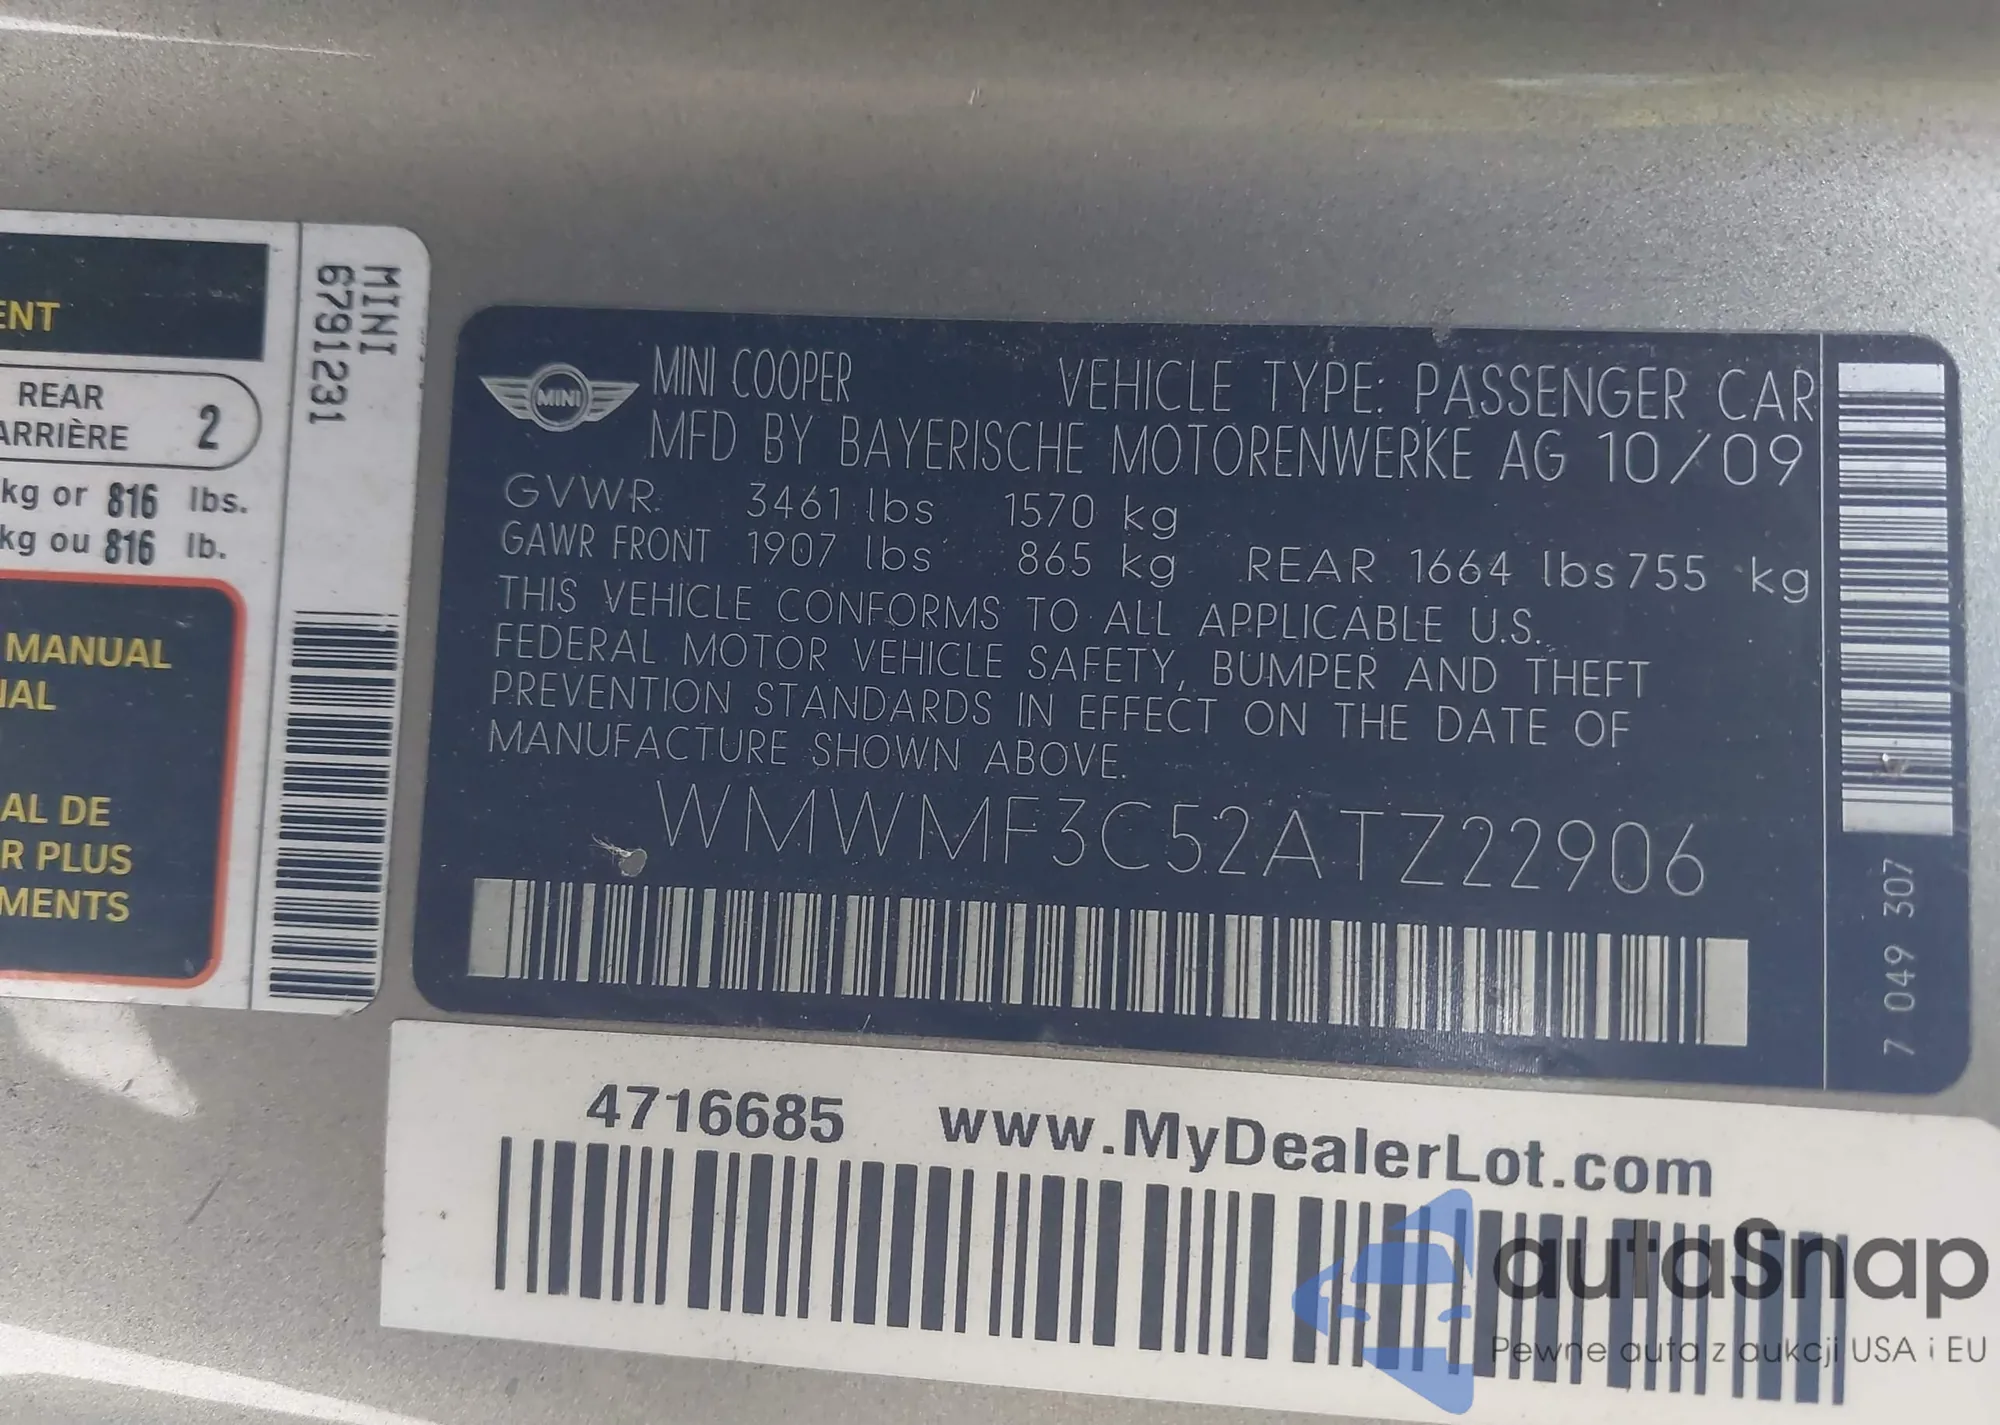 ENT
REAR
ARRIÈRE 2
kg or 816 lbs.
kg ou 816 lb.
MANUAL
AL DE
R PLUS
MENTS
MINI
6791231
MINI
MINI COOPER VEHICLE TYPE: PASSENGER CAR
MFD BY BAYERISCHE MOTORENWERKE AG 10/09
GVWR. 3461 lbs 1570 kg
GAWR FRONT 1907 lbs 865 kg REAR 1664 lbs 755 kg
THIS VEHICLE CONFORMS TO ALL APPLICABLE U.S.
FEDERAL MOTOR VEHICLE SAFETY, BUMPER AND THEFT
PREVENTION STANDARDS IN EFFECT ON THE DATE OF
MANUFACTURE SHOWN ABOVE.
WMWMF3C52ATZ22906
7 049 307
4716685 www.MyDealerLot.com
autaSnap
Pewne auta z aukcji USA i EU